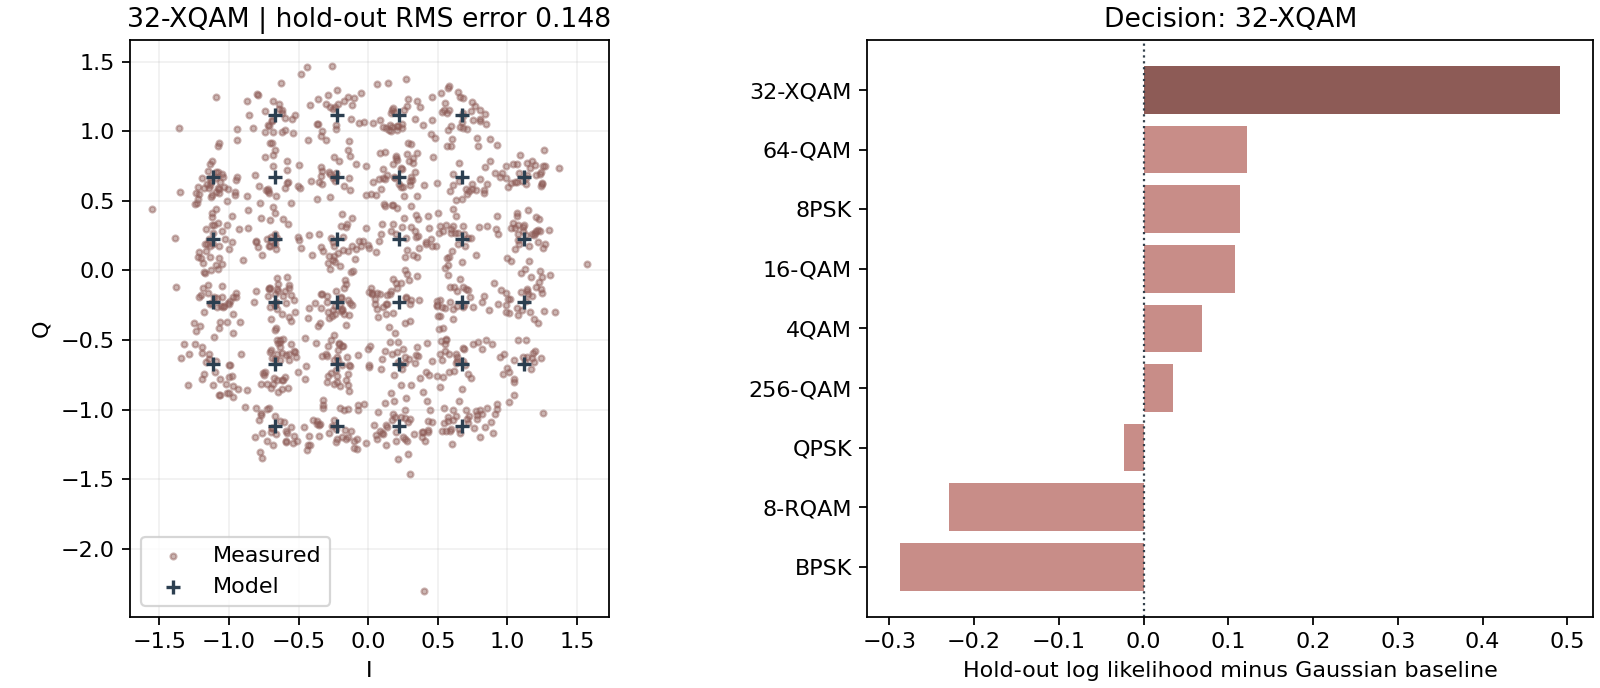 32-XQAM | hold-out RMS error 0.148
1.5
1.0
0.5
0.0
−0.5
−1.0
−1.5
−2.0
Q
Measured
Model
−1.5 −1.0 −0.5 0.0 0.5 1.0 1.5
I
Decision: 32-XQAM
32-XQAM
64-QAM
8PSK
16-QAM
4QAM
256-QAM
QPSK
8-RQAM
BPSK
−0.3 −0.2 −0.1 0.0 0.1 0.2 0.3 0.4 0.5
Hold-out log likelihood minus Gaussian baseline